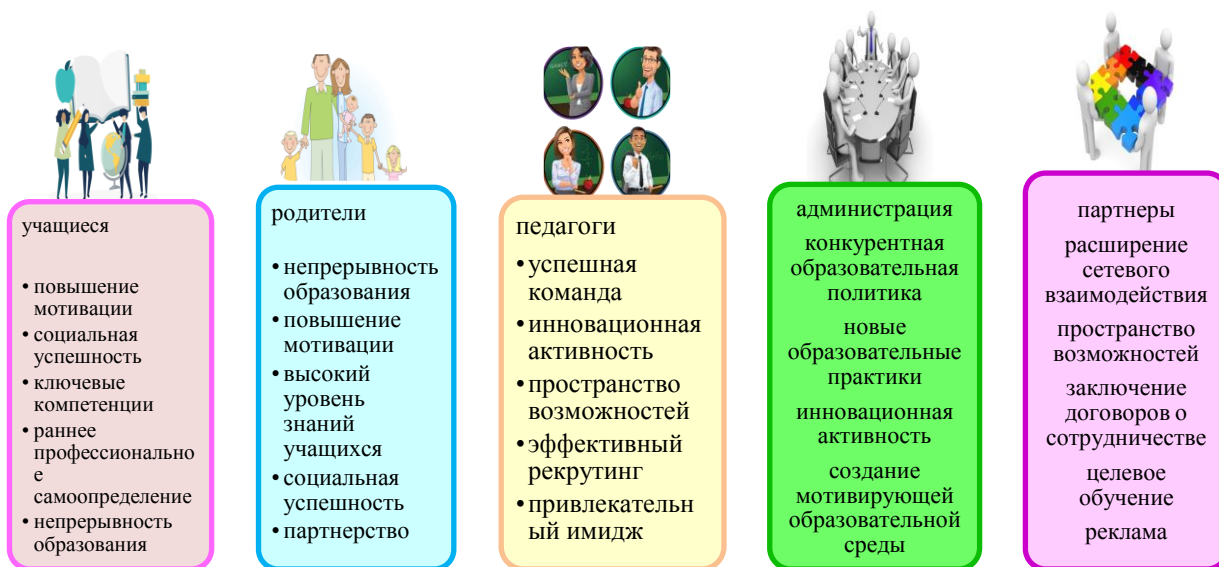 учащиеся
• повышение
мотивации
• социальная
успешность
• ключевые
компетенции
• раннее
профессионально
е
самоопределение
• непрерывность
образования
родители
• непрерывность
образования
• повышение
мотивации
• высокий
уровень
знаний
учащихся
• социальная
успешность
• партнерство
педагоги
• успешная
команда
• инновационная
активность
• пространство
возможностей
• эффективный
рекрутинг
• привлекательн
ый имидж
администрация
конкурентная
образовательная
политика
новые
образовательные
практики
инновационная
активность
создание
мотивирующей
образовательной
среды
партнеры
расширение
сетевого
взаимодействия
пространство
возможностей
заключение
договоров о
сотрудничестве
целевое
обучение
реклама